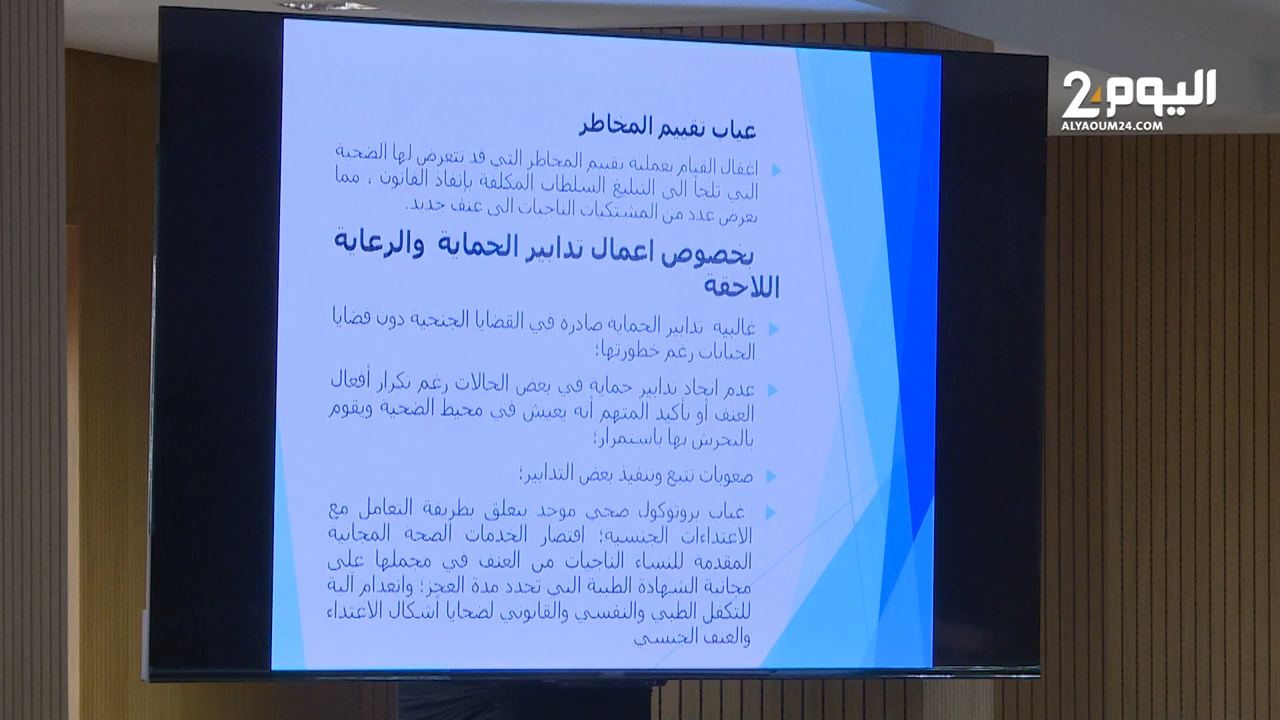 اليوم24
ALYAOUM24.COM
غياب تقييم المخاطر
اغفال القيام بعملية تقييم المخاطر التي قد تتعرض لها الضحية
التي تلجأ الى التبليغ السلطات المكلفة بإنفاذ القانون ، مما
يعرض عدد من المشتكيات الناجيات الى عنف جديد.
بخصوص اعمال تدابير الحماية والرعاية
اللاحقة
غالبيه تدابير الحماية صادرة في القضايا الجنحيه دون قضايا
الجنايات رغم خطورتها؛
عدم اتخاذ تدابير حماية في بعض الحالات رغم تكرار أفعال
العنف أو تأكيد المتهم أنه يعيش في محيط الضحية ويقوم
بالتحرش بها باستمرار؛
صعوبات تتبع وتنفيذ بعض التدابير؛
غياب بروتوكول صحي موحد يتعلق بطريقة التعامل مع
الاعتداءات الجنسية؛ اقتصار الخدمات الصحة المجانية
المقدمة للنساء الناجيات من العنف في مجملها على
مجانية الشهادة الطبية التي تحدد مدة العجز؛ وانعدام آلية
للتكفل الطبي والنفسي والقانوني لضحايا أشكال الاعتداء
والعنف الجنسي